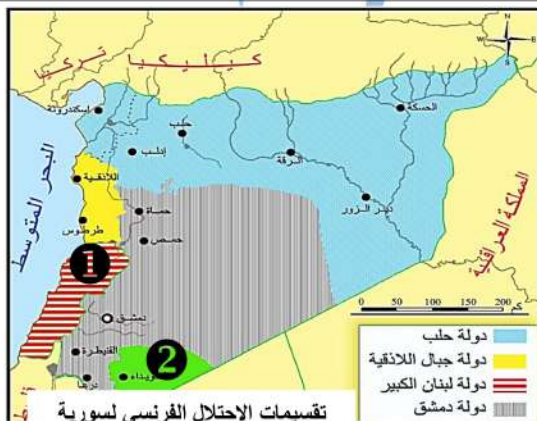 N
W
E
S
تركيا
كيليكيا
إسكندرونة
حلب
إدلب
الحسكة
الرقة
دير الزور
البحر المتوسط
اللاذقية
طرطوس
حماة
حمص
المملكة العراقية
1
دمشق
القنيطرة
2
درعا
0 50 100 150 200
دولة حلب
دولة جبال اللاذقية
دولة لبنان الكبير
دولة دمشق
تقسيمات الاحتلال الفرنسي لسورية